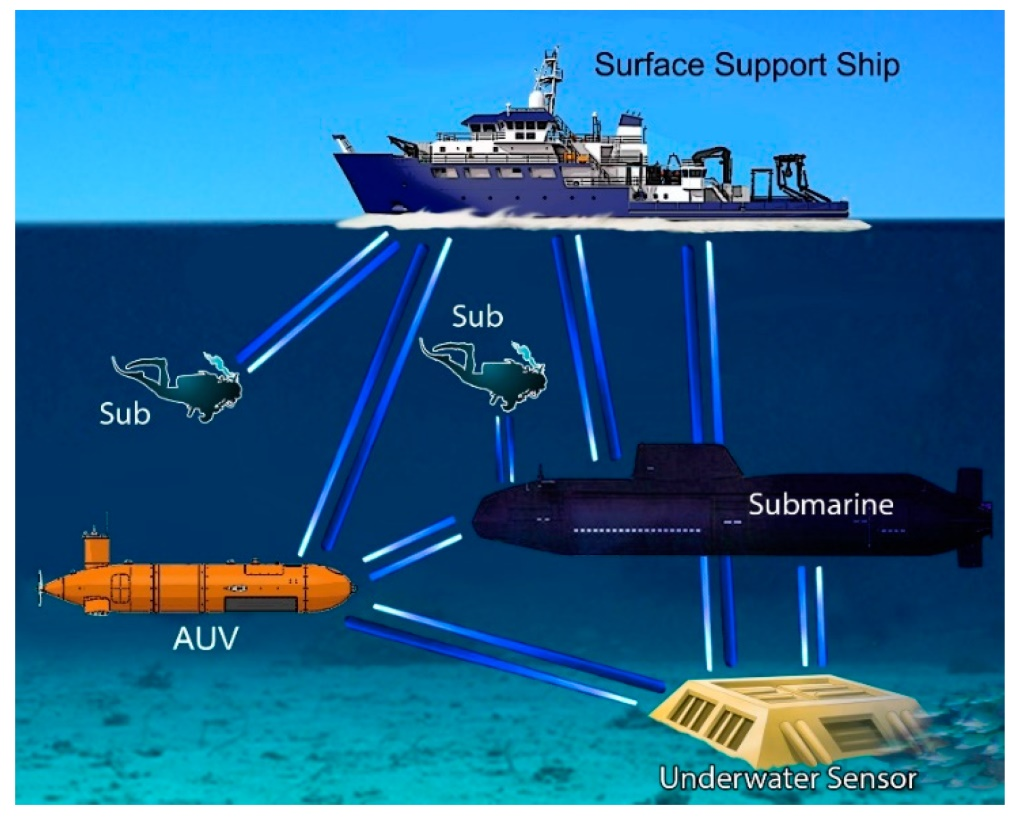 Surface Support Ship
Sub
Sub
Submarine
AUV
Underwater Sensor